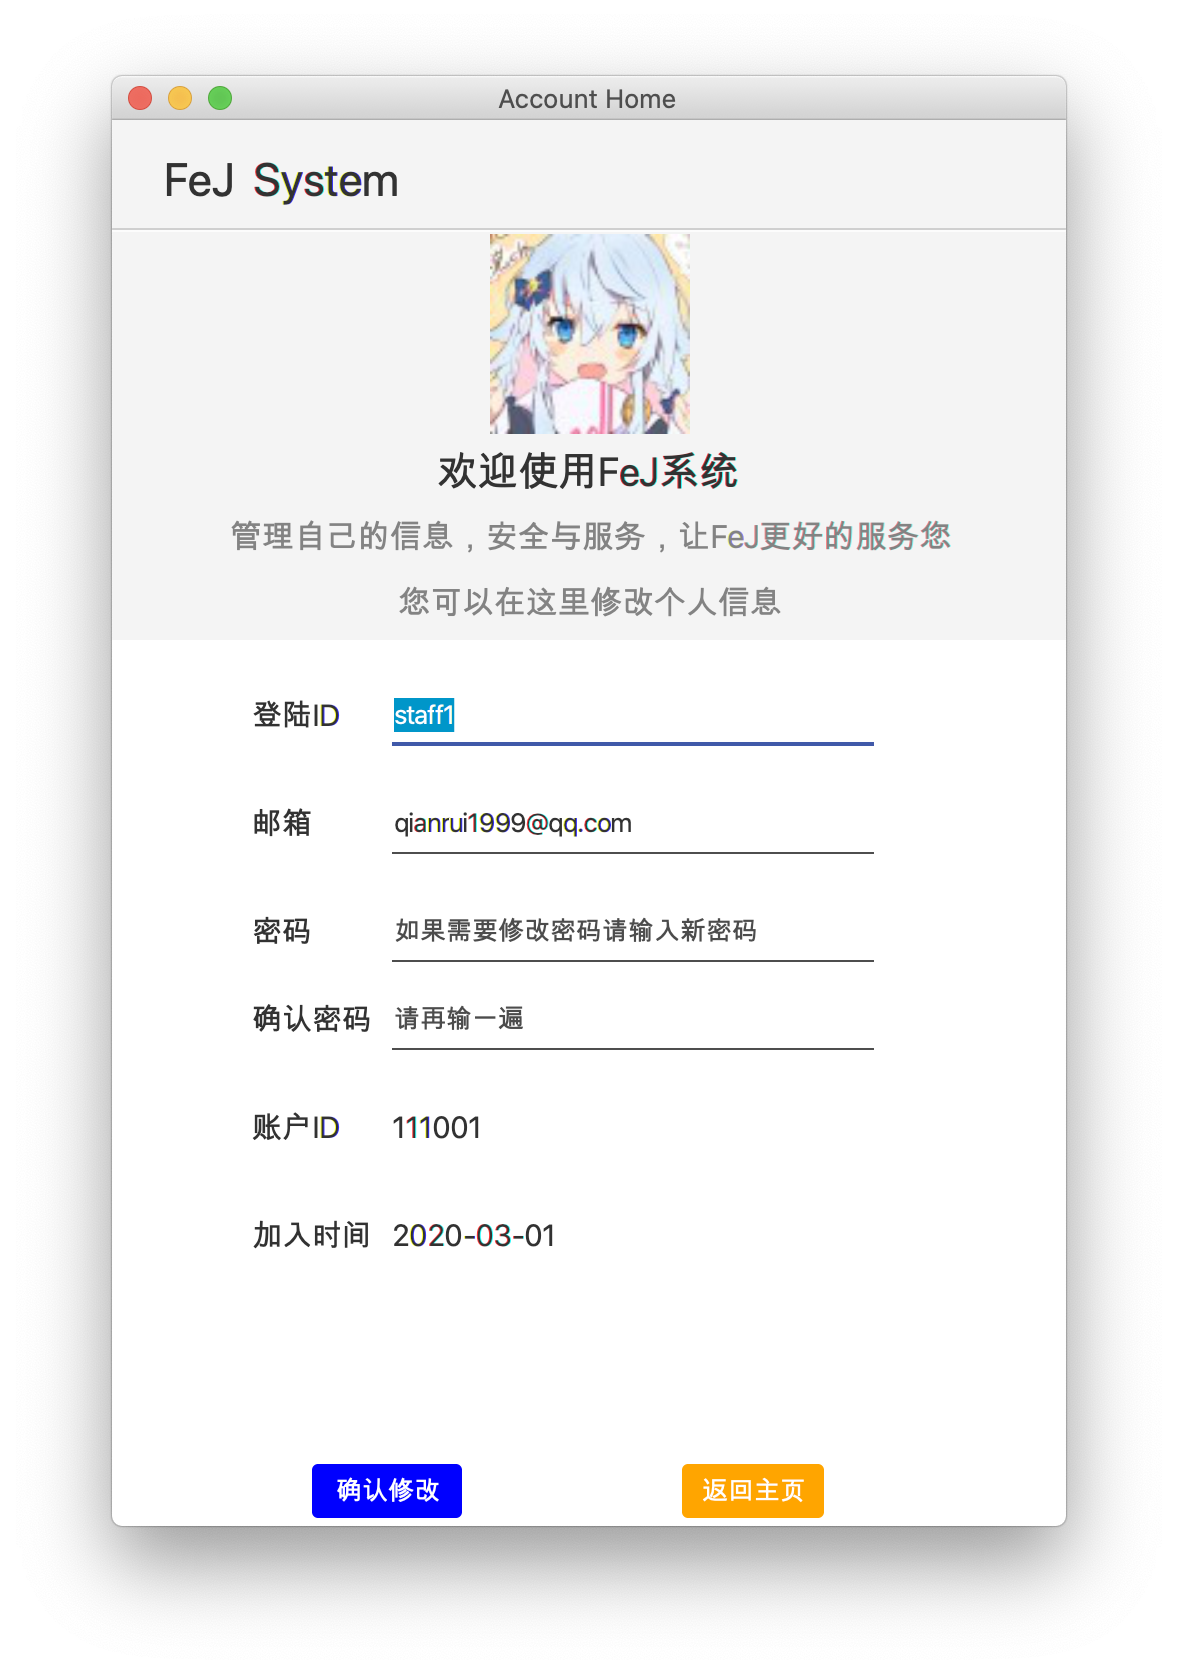 Account Home
FeJ System
欢迎使用FeJ系统
管理自己的信息，安全与服务，让FeJ更好的服务您
您可以在这里修改个人信息
登陆ID staff1
邮箱 qianrui1999@qq.com
密码 如果需要修改密码请输入新密码
确认密码 请再输一遍
账户ID 111001
加入时间 2020-03-01
确认修改 返回主页